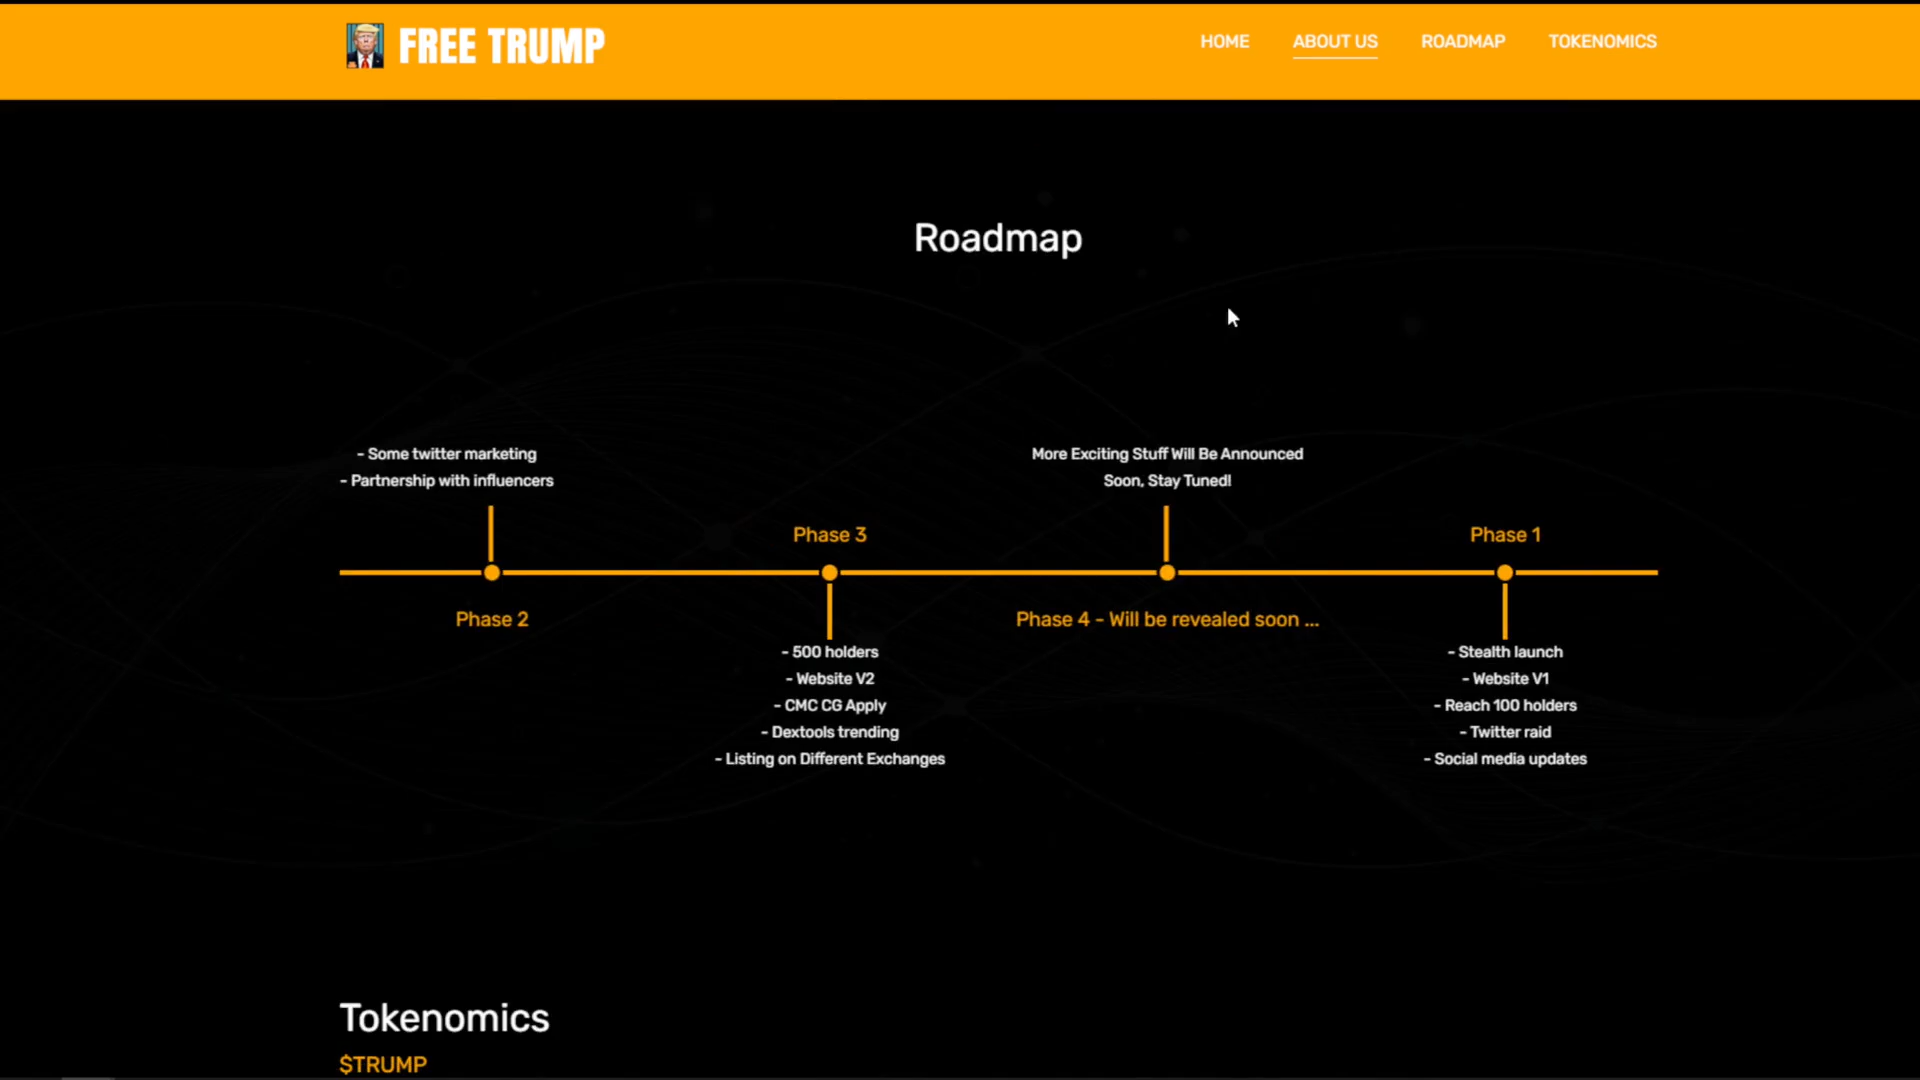 FREE TRUMP
HOME
ABOUT US
ROADMAP
TOKENOMICS
Roadmap
- Some twitter marketing
- Partnership with influencers
Phase 2
Phase 3
- 500 holders
- Website V2
- CMC CG Apply
- Dextools trending
- Listing on Different Exchanges
More Exciting Stuff Will Be Announced
Soon, Stay Tuned!
Phase 4 - Will be revealed soon ...
Phase 1
- Stealth launch
- Website V1
- Reach 100 holders
- Twitter raid
- Social media updates
Tokenomics
$TRUMP